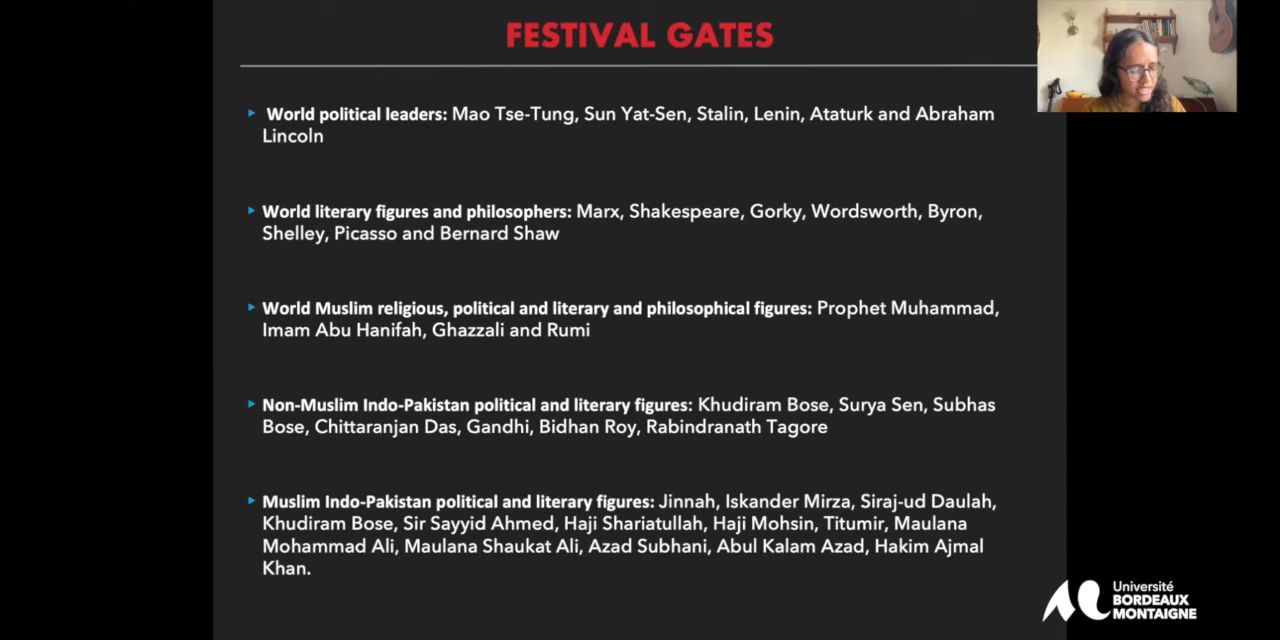 FESTIVAL GATES
World political leaders: Mao Tse-Tung, Sun Yat-Sen, Stalin, Lenin, Ataturk and Abraham
Lincoln
World literary figures and philosophers: Marx, Shakespeare, Gorky, Wordsworth, Byron,
Shelley, Picasso and Bernard Shaw
World Muslim religious, political and literary and philosophical figures: Prophet Muhammad,
Imam Abu Hanifah, Ghazzali and Rumi
Non-Muslim Indo-Pakistan political and literary figures: Khudiram Bose, Surya Sen, Subhas
Bose, Chittaranjan Das, Gandhi, Bidhan Roy, Rabindranath Tagore
Muslim Indo-Pakistan political and literary figures: Jinnah, Iskander Mirza, Siraj-ud Daulah,
Khudiram Bose, Sir Sayyid Ahmed, Haji Shariatullah, Haji Mohsin, Titumir, Maulana
Mohammad Ali, Maulana Shaukat Ali, Azad Subhani, Abul Kalam Azad, Hakim Ajmal
Khan.
Université
BORDEAUX
MONTAIGNE